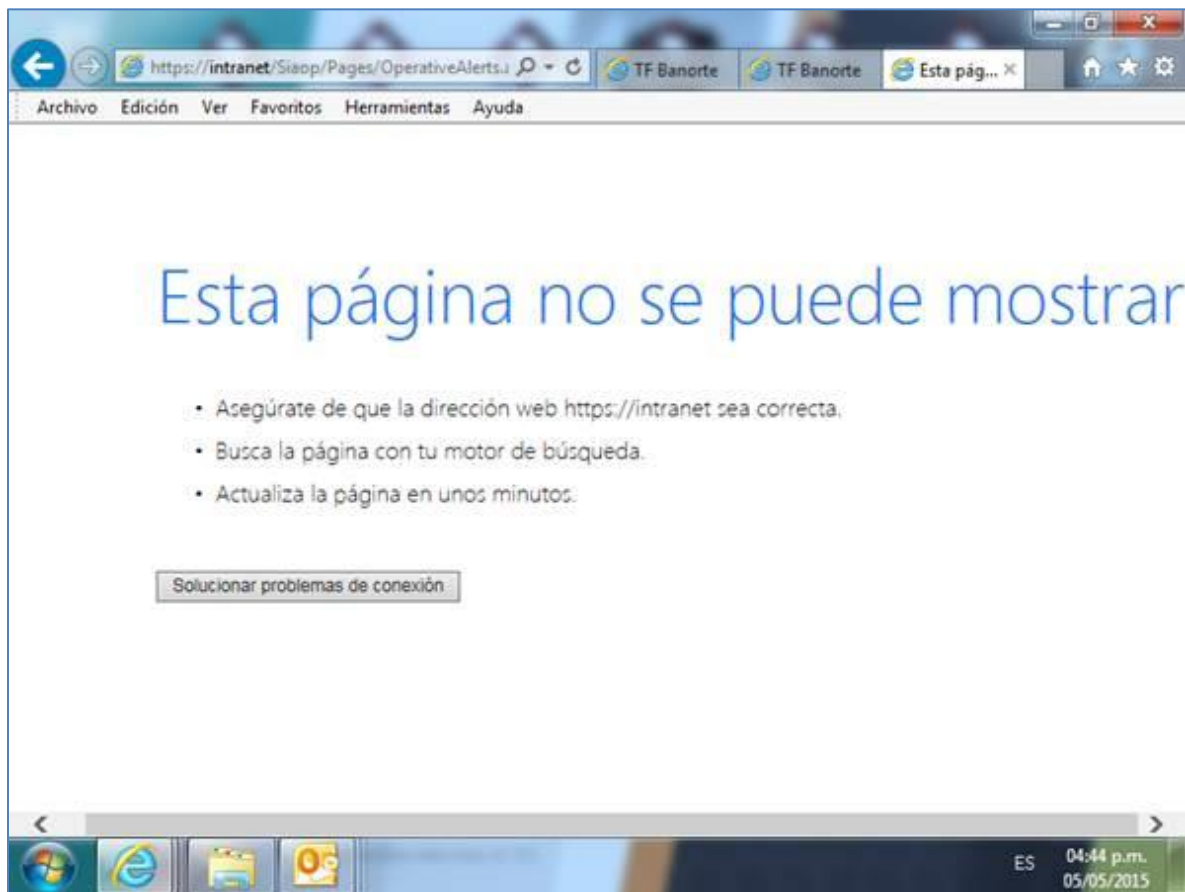 https://intranet/Siaop/Pages/OperativeAlerts.
TF Banorte
TF Banorte
Esta pág...
Archivo Edición Ver Favoritos Herramientas Ayuda
Esta página no se puede mostrar
• Asegúrate de que la dirección web https://intranet sea correcta.
• Busca la página con tu motor de búsqueda.
• Actualiza la página en unos minutos.
Solucionar problemas de conexión
ES
04:44 p.m.
05/05/2015